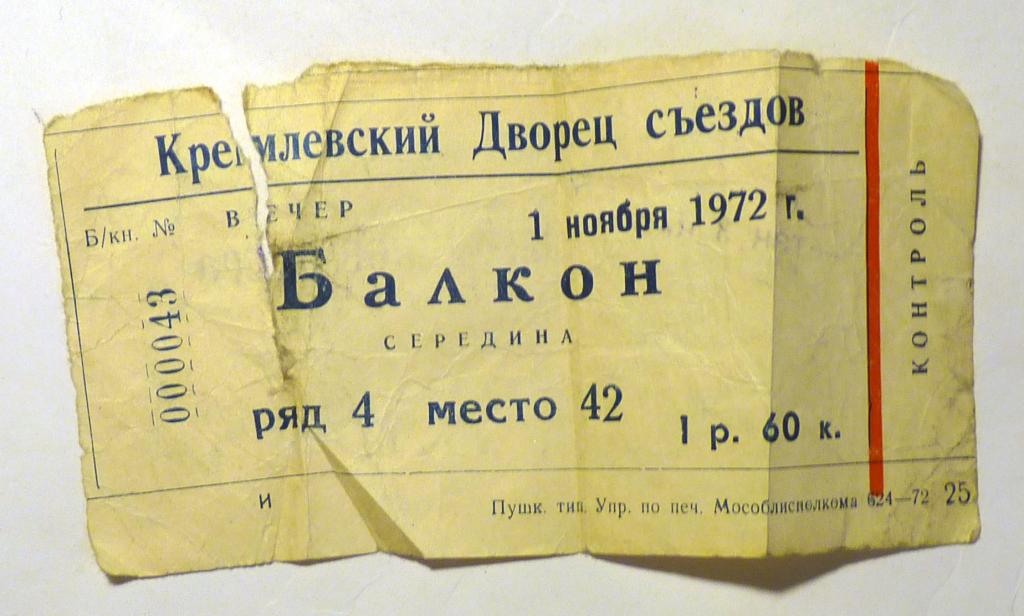 Кремлевский Дворец съездов
ВЕЧЕР
1 ноября 1972 г.
Б/кн. №
000043
Балкон
СЕРЕДИНА
ряд 4 место 42
1 р. 60 к.
КОНТРОЛЬ
и
Пушк. тип. Упр. по печ. Мособлисполкома 624—72 25